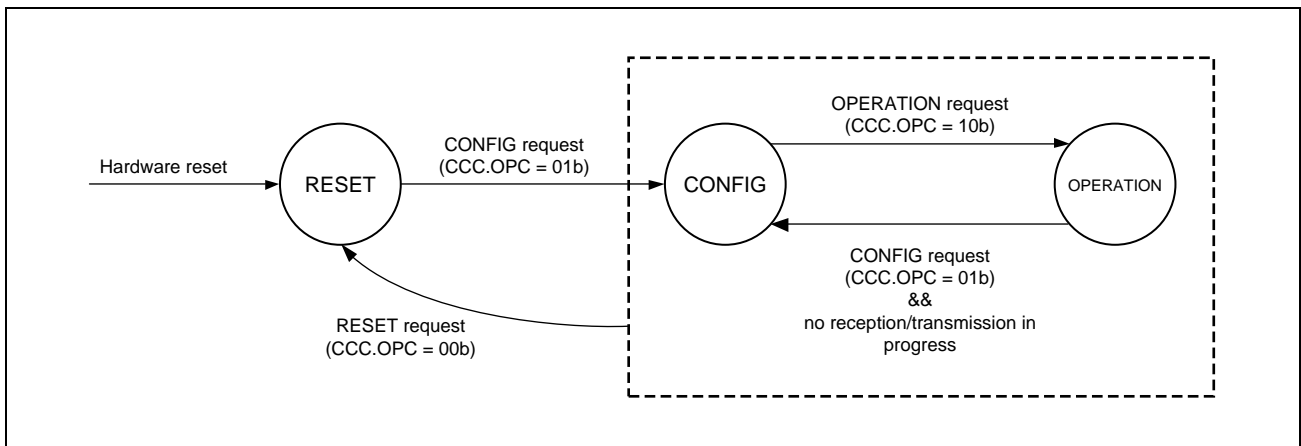 Hardware reset
RESET
CONFIG request
(CCC.OPC = 01b)
CONFIG
OPERATION request
(CCC.OPC = 10b)
OPERATION
CONFIG request
(CCC.OPC = 01b)
&&
no reception/transmission in
progress
RESET request
(CCC.OPC = 00b)